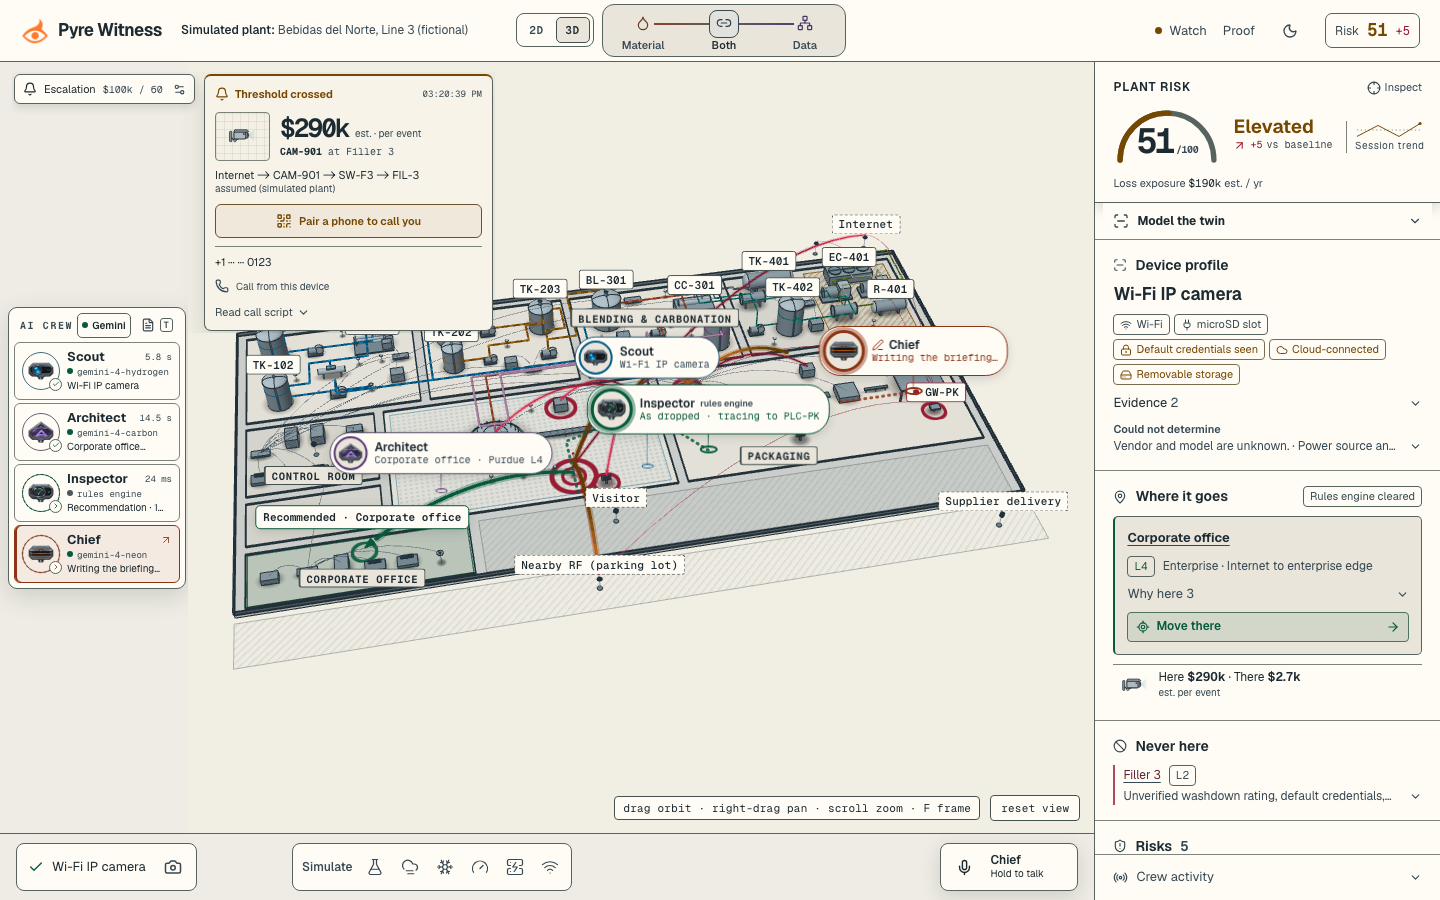 Pyre Witness
Simulated plant: Bebidas del Norte, Line 3 (fictional)
2D 3D
Material Both Data
Watch Proof
Risk 51 +5
Escalation $100k / 60
Threshold crossed 03:20:39 PM
$290k est. · per event
CAM-901 at Filler 3
Internet → CAM-901 → SW-F3 → FIL-3
assumed (simulated plant)
Pair a phone to call you
+1 ··· ··· 0123
Call from this device
Read call script
AI CREW Gemini T
Scout 5.8 s
gemini-4-hydrogen
Wi-Fi IP camera
Architect 14.5 s
gemini-4-carbon
Corporate office…
Inspector 24 ms
rules engine
Recommendation · 1…
Chief
gemini-4-neon
Writing the briefing…
Internet
TK-401
EC-401
BL-301
CC-301
TK-203
TK-402
R-401
BLENDING & CARBONATION
TK-202
TK-102
Scout
Wi-Fi IP camera
Chief
Writing the briefing…
GW-PK
Inspector rules engine
As dropped · tracing to PLC-PK
Architect
Corporate office · Purdue L4
PACKAGING
CONTROL ROOM
Visitor
Supplier delivery
Recommended · Corporate office
Nearby RF (parking lot)
CORPORATE OFFICE
drag orbit · right-drag pan · scroll zoom · F frame
reset view
Wi-Fi IP camera
Simulate
Chief
Hold to talk
PLANT RISK Inspect
51 /100
Elevated
+5 vs baseline
Session trend
Loss exposure $190k est. / yr
Model the twin
Device profile
Wi-Fi IP camera
Wi-Fi microSD slot
Default credentials seen Cloud-connected
Removable storage
Evidence 2
Could not determine
Vendor and model are unknown. · Power source an…
Where it goes Rules engine cleared
Corporate office
L4 Enterprise · Internet to enterprise edge
Why here 3
Move there
Here $290k · There $2.7k
est. per event
Never here
Filler 3 L2
Unverified washdown rating, default credentials,…
Risks 5
Crew activity